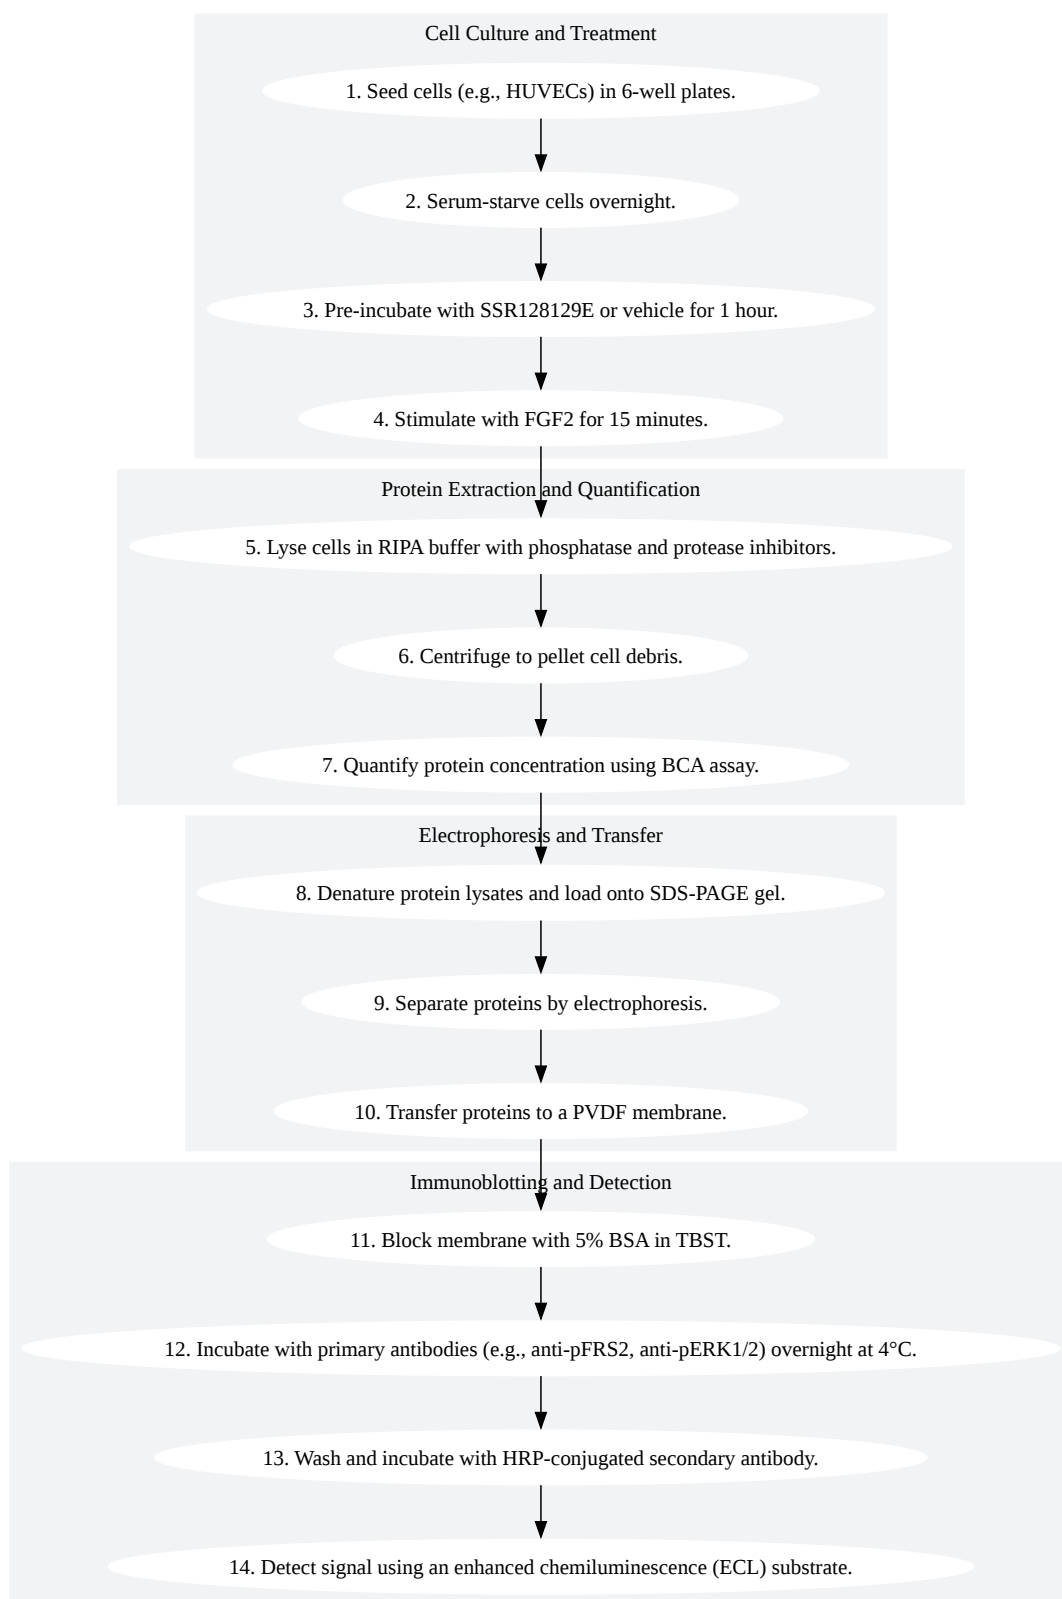 Cell Culture and Treatment
1. Seed cells (e.g., HUVECs) in 6-well plates.
2. Serum-starve cells overnight.
3. Pre-incubate with SSR128129E or vehicle for 1 hour.
4. Stimulate with FGF2 for 15 minutes.
Protein Extraction and Quantification
5. Lyse cells in RIPA buffer with phosphatase and protease inhibitors.
6. Centrifuge to pellet cell debris.
7. Quantify protein concentration using BCA assay.
Electrophoresis and Transfer
8. Denature protein lysates and load onto SDS-PAGE gel.
9. Separate proteins by electrophoresis.
10. Transfer proteins to a PVDF membrane.
Immunoblotting and Detection
11. Block membrane with 5% BSA in TBST.
12. Incubate with primary antibodies (e.g., anti-pFRS2, anti-pERK1/2) overnight at 4°C.
13. Wash and incubate with HRP-conjugated secondary antibody.
14. Detect signal using an enhanced chemiluminescence (ECL) substrate.